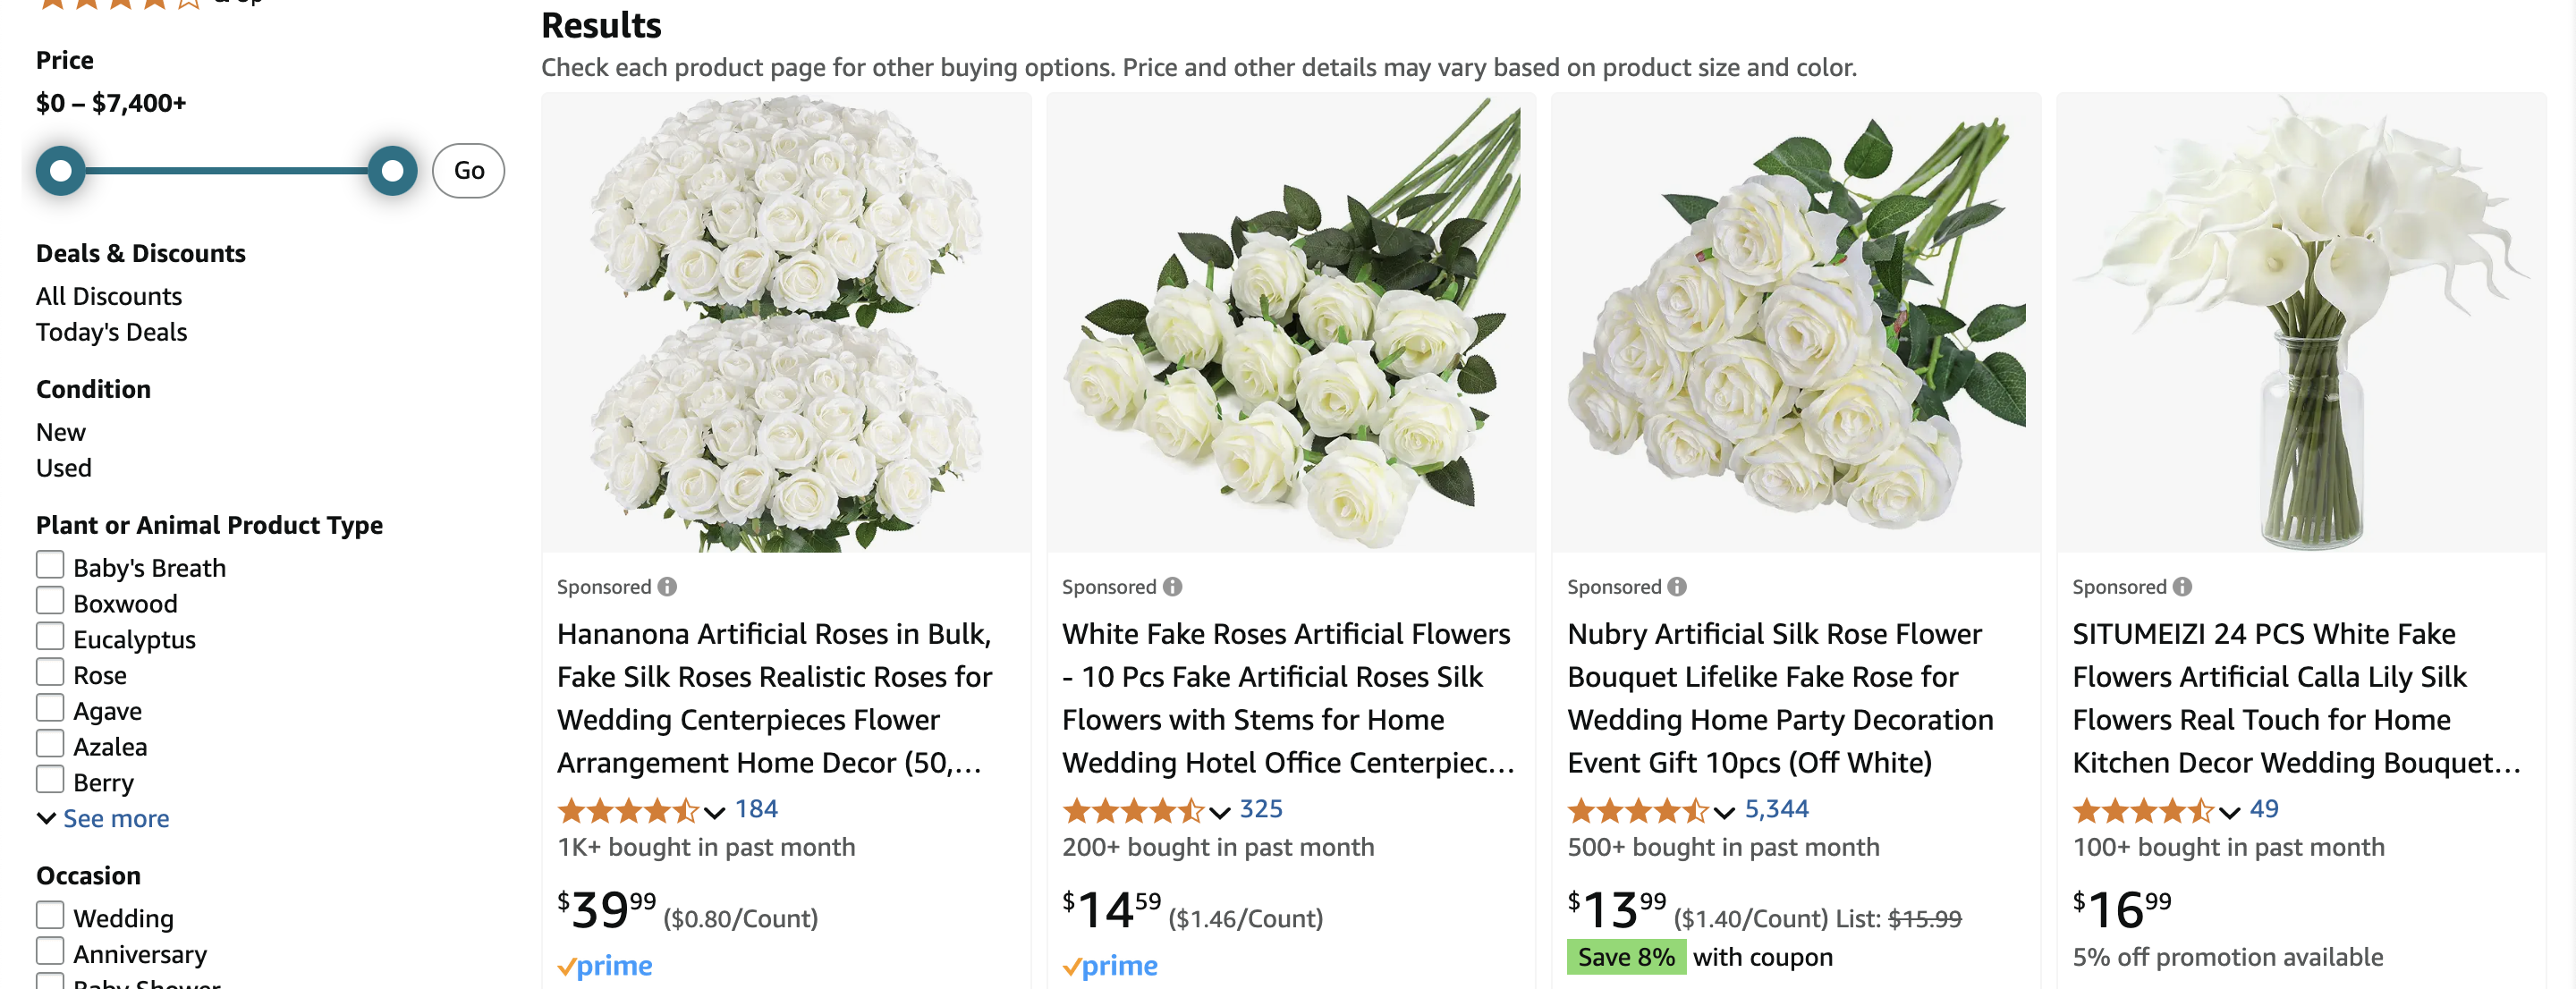 & Up
Price
$0 – $7,400+
Go
Deals & Discounts
All Discounts
Today's Deals
Condition
New
Used
Plant or Animal Product Type
Baby's Breath
Boxwood
Eucalyptus
Rose
Agave
Azalea
Berry
See more
Occasion
Wedding
Anniversary
Baby Shower
Results
Check each product page for other buying options. Price and other details may vary based on product size and color.
Sponsored
Hananona Artificial Roses in Bulk,
Fake Silk Roses Realistic Roses for
Wedding Centerpieces Flower
Arrangement Home Decor (50,...
184
1K+ bought in past month
$39.99 ($0.80/Count)
prime
Sponsored
White Fake Roses Artificial Flowers
- 10 Pcs Fake Artificial Roses Silk
Flowers with Stems for Home
Wedding Hotel Office Centerpiec...
325
200+ bought in past month
$14.59 ($1.46/Count)
prime
Sponsored
Nubry Artificial Silk Rose Flower
Bouquet Lifelike Fake Rose for
Wedding Home Party Decoration
Event Gift 10pcs (Off White)
5,344
500+ bought in past month
$13.99 ($1.40/Count) List: $15.99
Save 8% with coupon
Sponsored
SITUMEIZI 24 PCS White Fake
Flowers Artificial Calla Lily Silk
Flowers Real Touch for Home
Kitchen Decor Wedding Bouquet...
49
100+ bought in past month
$16.99
5% off promotion available